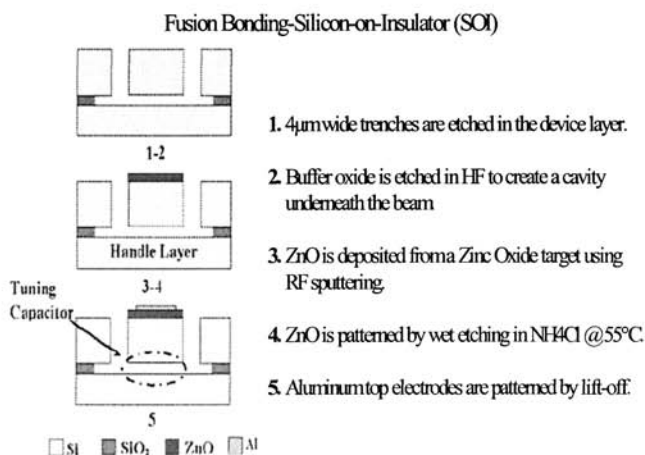 Fusion Bonding-Silicon-on-Insulator (SOI)
1-2
Handle Layer
3-4
Tuning
Capacitor
5
Si SiO₂ ZnO Al
1. 4μm wide trenches are etched in the device layer.
2. Buffer oxide is etched in HF to create a cavity
underneath the beam
3. ZnO is deposited from a Zinc Oxide target using
RF sputtering.
4. ZnO is patterned by wet etching in NH4Cl @55°C.
5. Aluminum top electrodes are patterned by lift-off.